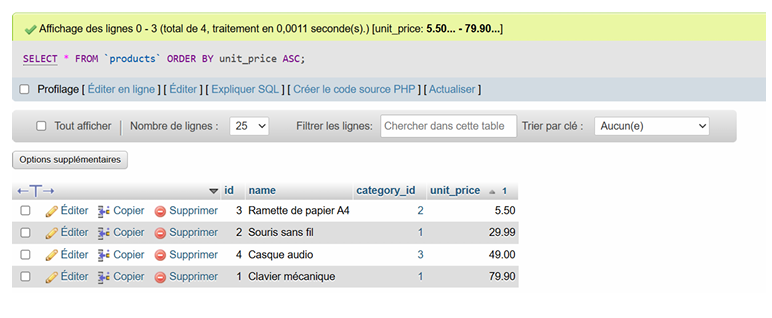 Affichage des lignes 0 - 3 (total de 4, traitement en 0,0011 seconde(s).) [unit_price: 5.50... - 79.90...]
SELECT * FROM `products` ORDER BY unit_price ASC;
Profilage [ Éditer en ligne ] [ Éditer ] [ Expliquer SQL ] [ Créer le code source PHP ] [ Actualiser ]
Tout afficher Nombre de lignes : 25 Filtrer les lignes: Chercher dans cette table Trier par clé : Aucun(e)
Options supplémentaires
id name category_id unit_price 1
Éditer Copier Supprimer 3 Ramette de papier A4 2 5.50
Éditer Copier Supprimer 2 Souris sans fil 1 29.99
Éditer Copier Supprimer 4 Casque audio 3 49.00
Éditer Copier Supprimer 1 Clavier mécanique 1 79.90